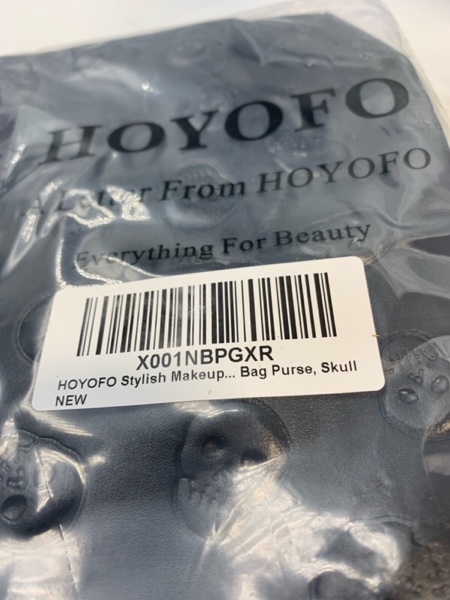 HOYOFO
A Letter From HOYOFO
Everything For Beauty
X001NBPGXR
HOYOFO Stylish Makeup... Bag Purse, Skull
NEW